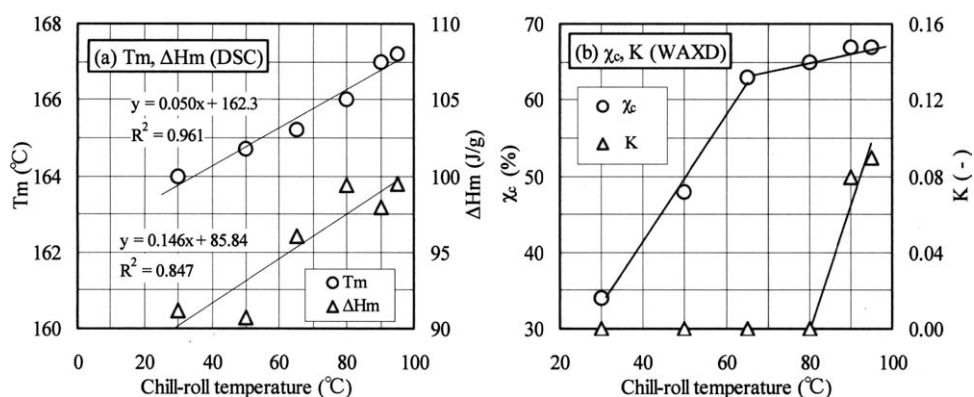 (a) Tm, ΔHm (DSC)
168
166
164
162
160
Tm (℃)
110
105
100
95
90
ΔHm (J/g)
y = 0.050x + 162.3
R² = 0.961
y = 0.146x + 85.84
R² = 0.847
Tm
ΔHm
0 20 40 60 80 100
Chill-roll temperature (℃)
(b) χc, K (WAXD)
70
60
50
40
30
χc (%)
0.16
0.12
0.08
0.04
0.00
K ( - )
χc
K
20 40 60 80 100
Chill-roll temperature (℃)